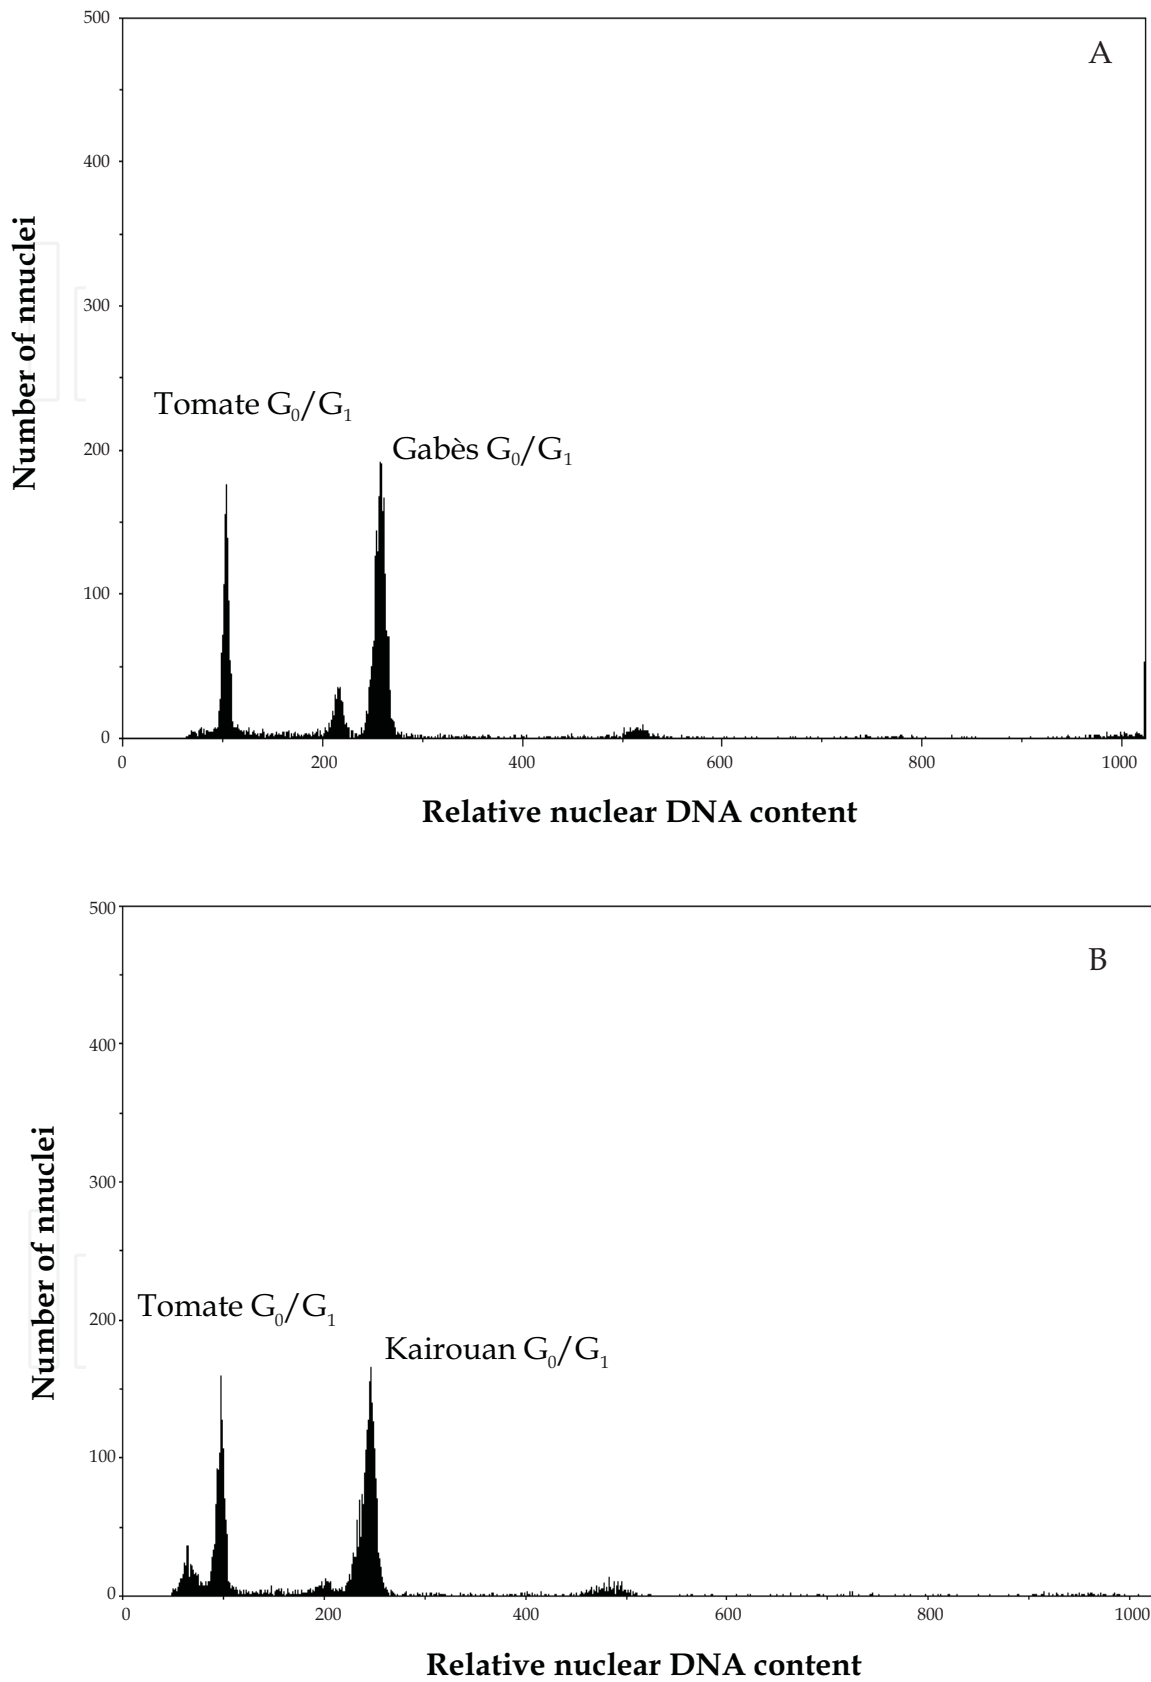 500
A
400
300
Number of nnuclei
Tomate G₀/G₁
200
Gabès G₀/G₁
100
0
0 200 400 600 800 1000
Relative nuclear DNA content
500
B
400
300
Number of nnuclei
200
Tomate G₀/G₁
Kairouan G₀/G₁
100
0
0 200 400 600 800 1000
Relative nuclear DNA content